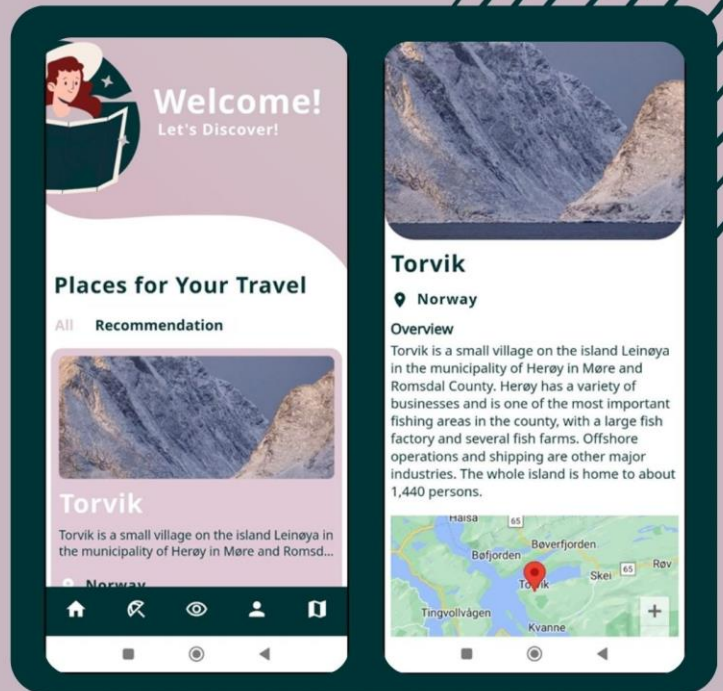 Welcome!
Let's Discover!
Places for Your Travel
All Recommendation
Torvik
Torvik is a small village on the island Leinøya in
the municipality of Herøy in Møre and Romsd...
Norway
Torvik
Norway
Overview
Torvik is a small village on the island Leinøya
in the municipality of Herøy in Møre and
Romsdal County. Herøy has a variety of
businesses and is one of the most important
fishing areas in the county, with a large fish
factory and several fish farms. Offshore
operations and shipping are other major
industries. The whole island is home to about
1,440 persons.
Halsa
65
Bøfjorden
Bøverfjorden
Skei
65
Røv
Tingvollvågen
Kvanne
+